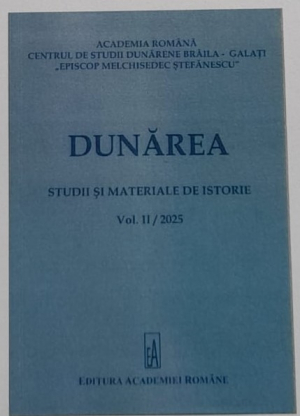 ACADEMIA ROMÂNĂ
CENTRUL DE STUDII DUNĂRENE BRĂILA - GALAȚI
„EPISCOP MELCHISEDEC ȘTEFĂNESCU”
DUNĂREA
STUDII ȘI MATERIALE DE ISTORIE
Vol. II / 2025
EA
EDITURA ACADEMIEI ROMÂNE